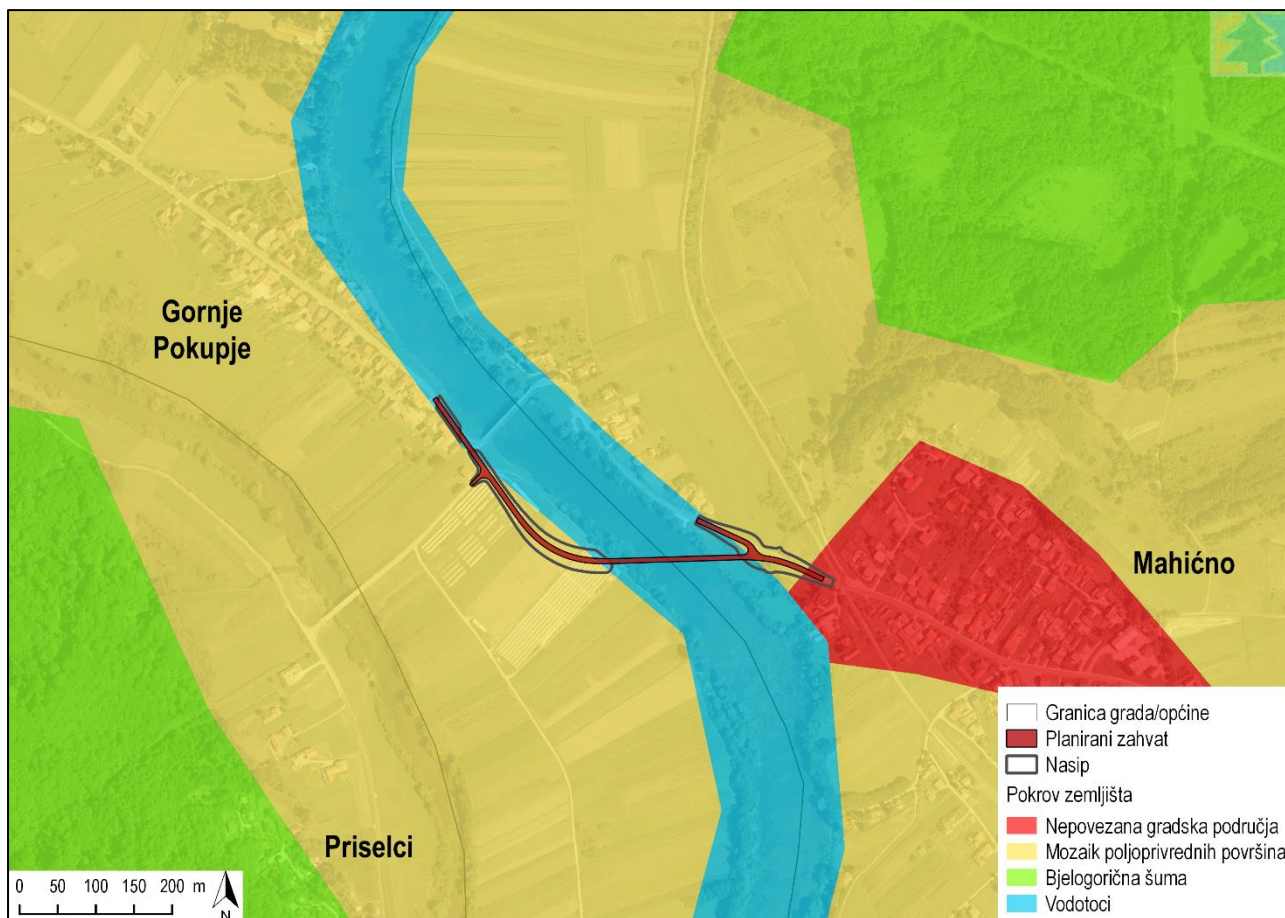 Gornje
Pokupje
Mahićno
Priselci
Granica grada/općine
Planirani zahvat
Nasip
Pokrov zemljišta
Nepovezana gradska područja
Mozaik poljoprivrednih površina
Bjelogorična šuma
Vodotoci
0 50 100 150 200 m
N